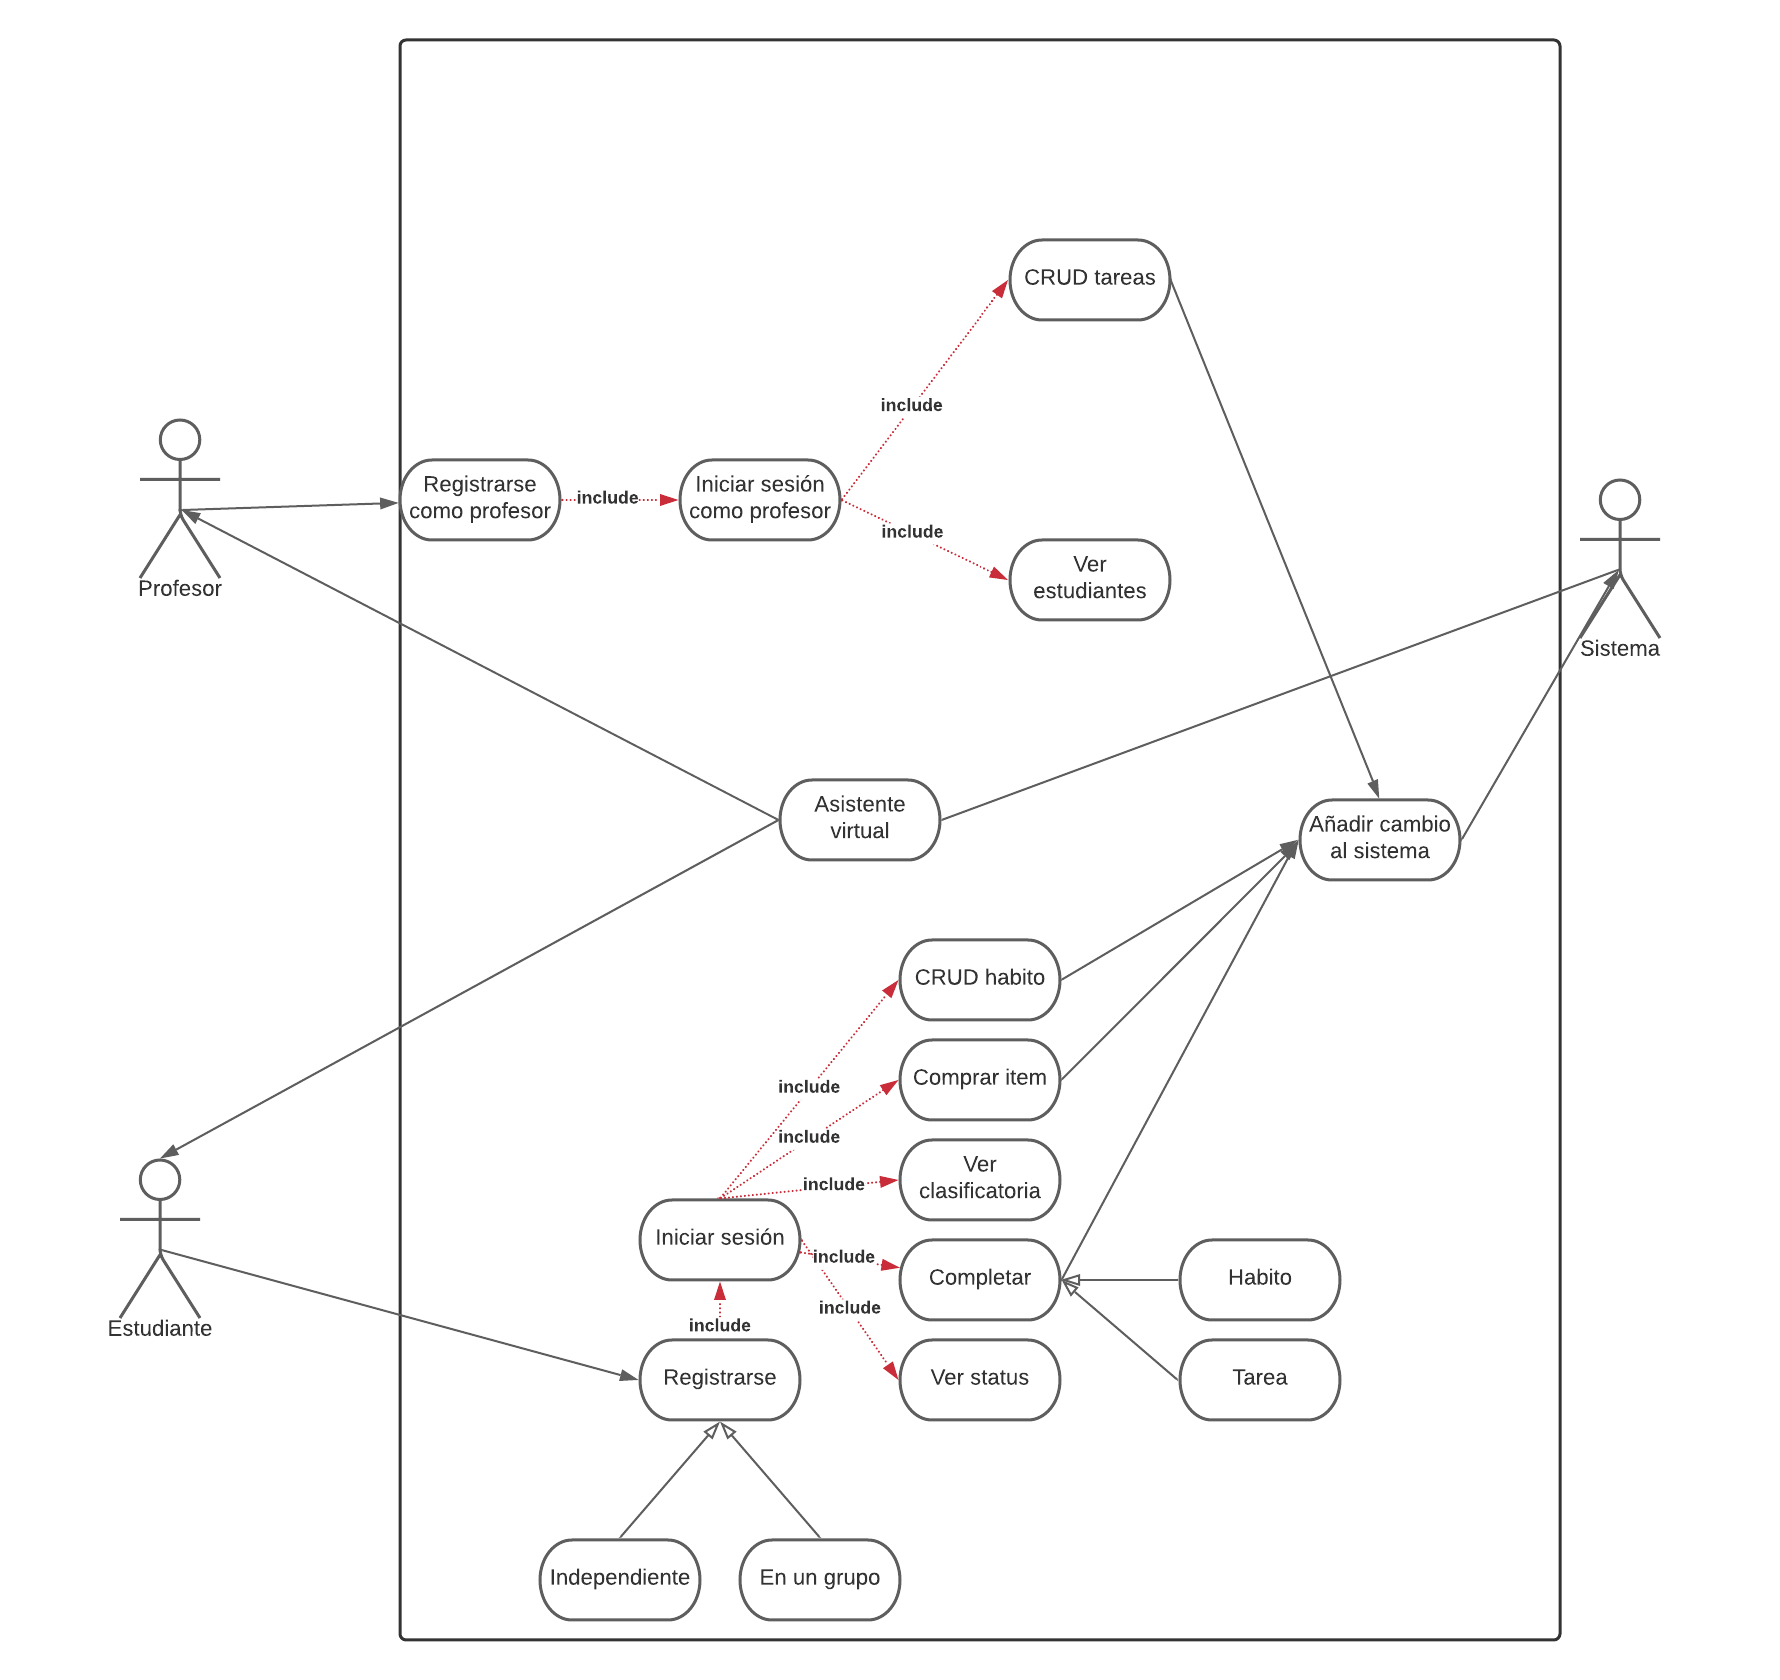 CRUD tareas
include
Registrarse
como profesor
include
Iniciar sesión
como profesor
include
Ver
estudiantes
Profesor
Sistema
Asistente
virtual
Añadir cambio
al sistema
CRUD habito
include
Comprar item
include
Ver
clasificatoria
include
Iniciar sesión
include
Completar
Habito
include
Estudiante
include
Registrarse
Ver status
Tarea
Independiente
En un grupo